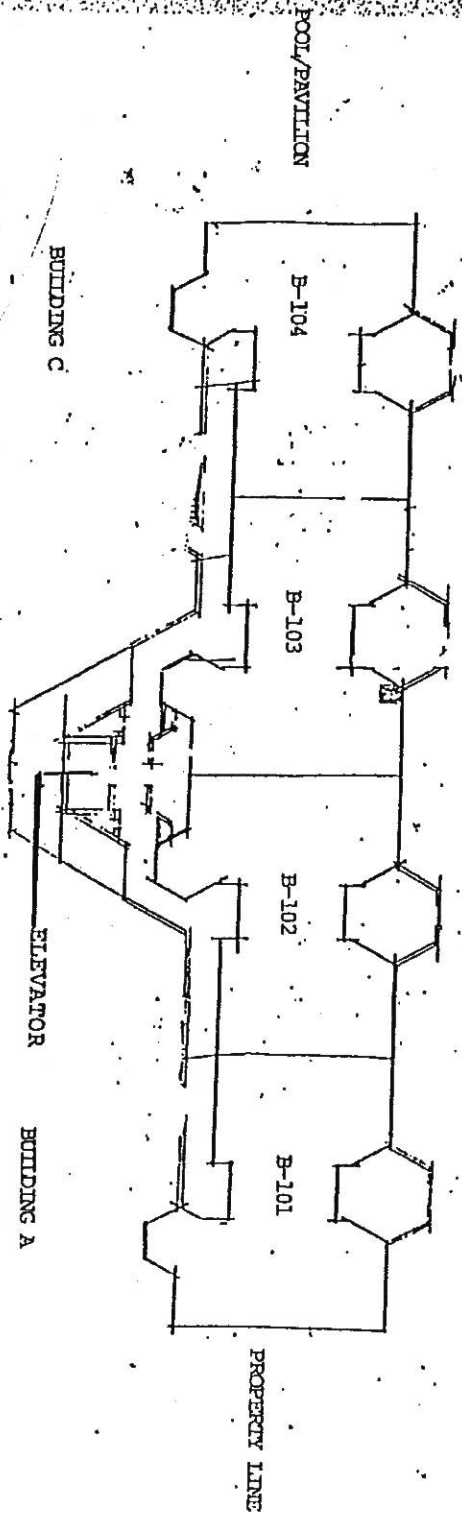 POOL/PAVILION
B-104
BUILDING C
B-103
ELEVATOR
B-102
BUILDING A
B-101
PROPERTY LINE